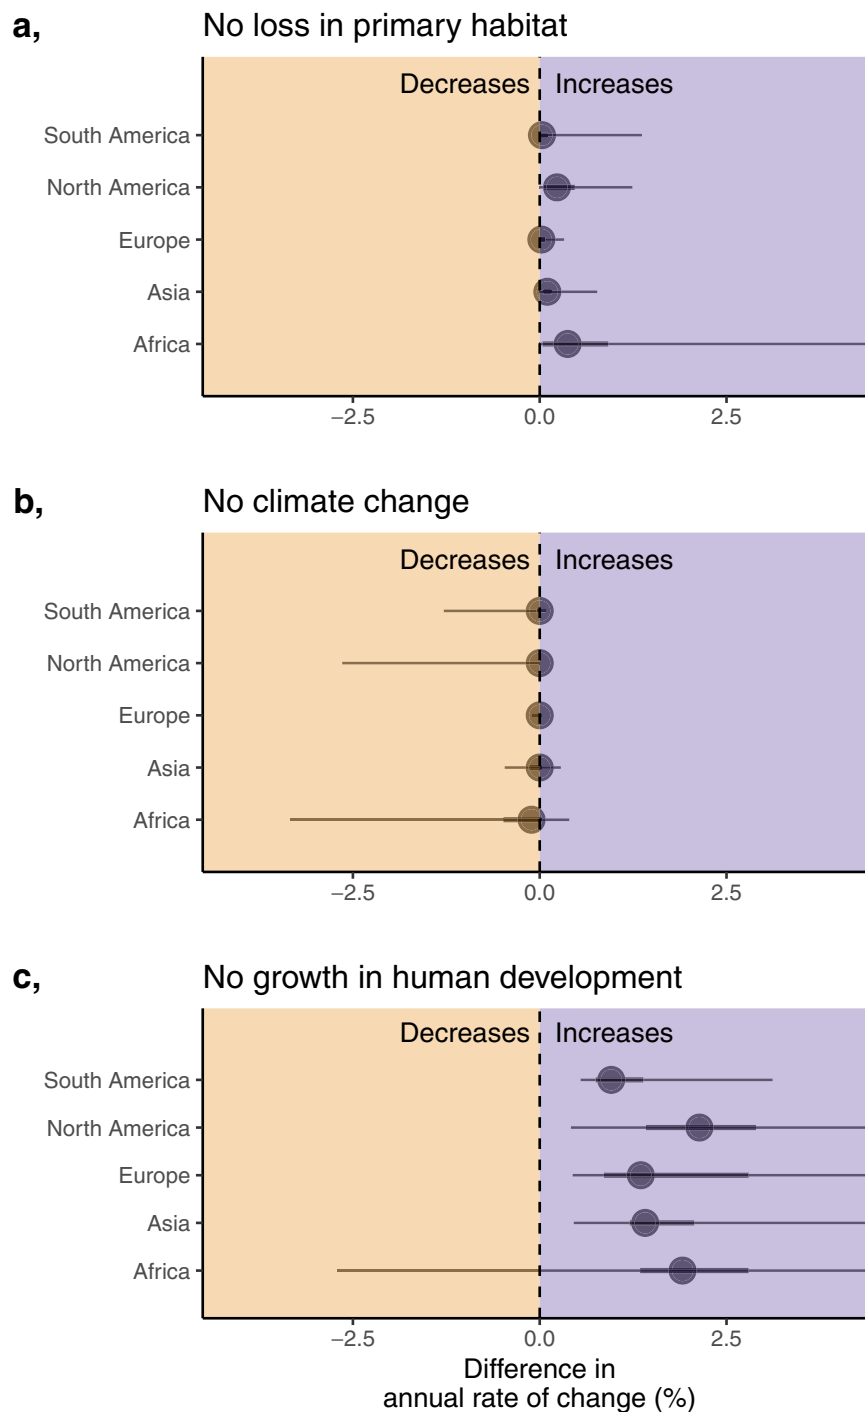 a, No loss in primary habitat
Decreases Increases
South America
North America
Europe
Asia
Africa
−2.5 0.0 2.5
b, No climate change
Decreases Increases
South America
North America
Europe
Asia
Africa
−2.5 0.0 2.5
c, No growth in human development
Decreases Increases
South America
North America
Europe
Asia
Africa
−2.5 0.0 2.5
Difference in
annual rate of change (%)